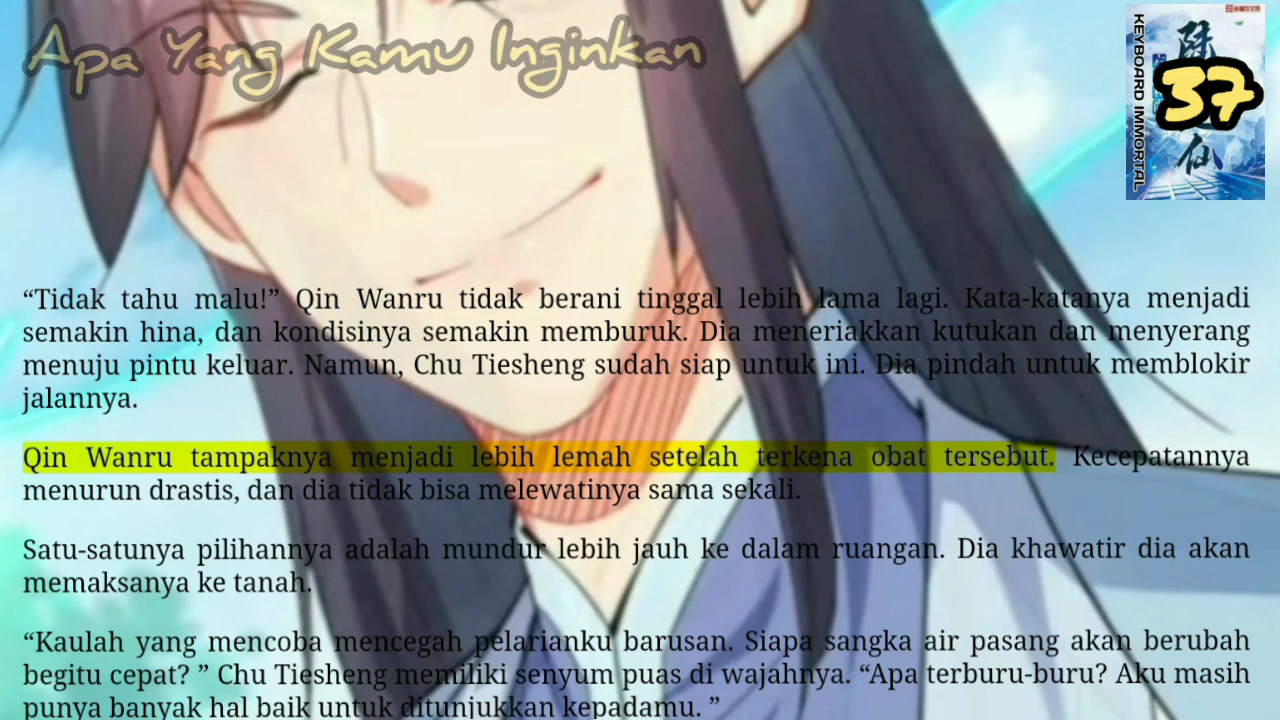 Apa Yang Kamu Inginkan
陸
仙
KEYBOARD IMMORTAL
37
“Tidak tahu malu!” Qin Wanru tidak berani tinggal lebih lama lagi. Kata-katanya menjadi
semakin hina, dan kondisinya semakin memburuk. Dia meneriakkan kutukan dan menyerang
menuju pintu keluar. Namun, Chu Tiesheng sudah siap untuk ini. Dia pindah untuk memblokir
jalannya.
Qin Wanru tampaknya menjadi lebih lemah setelah terkena obat tersebut. Kecepatannya
menurun drastis, dan dia tidak bisa melewatinya sama sekali.
Satu-satunya pilihannya adalah mundur lebih jauh ke dalam ruangan. Dia khawatir dia akan
memaksanya ke tanah.
“Kaulah yang mencoba mencegah pelarianku barusan. Siapa sangka air pasang akan berubah
begitu cepat? ” Chu Tiesheng memiliki senyum puas di wajahnya. “Apa terburu-buru? Aku masih
punya banyak hal baik untuk ditunjukkan kepadamu. ”